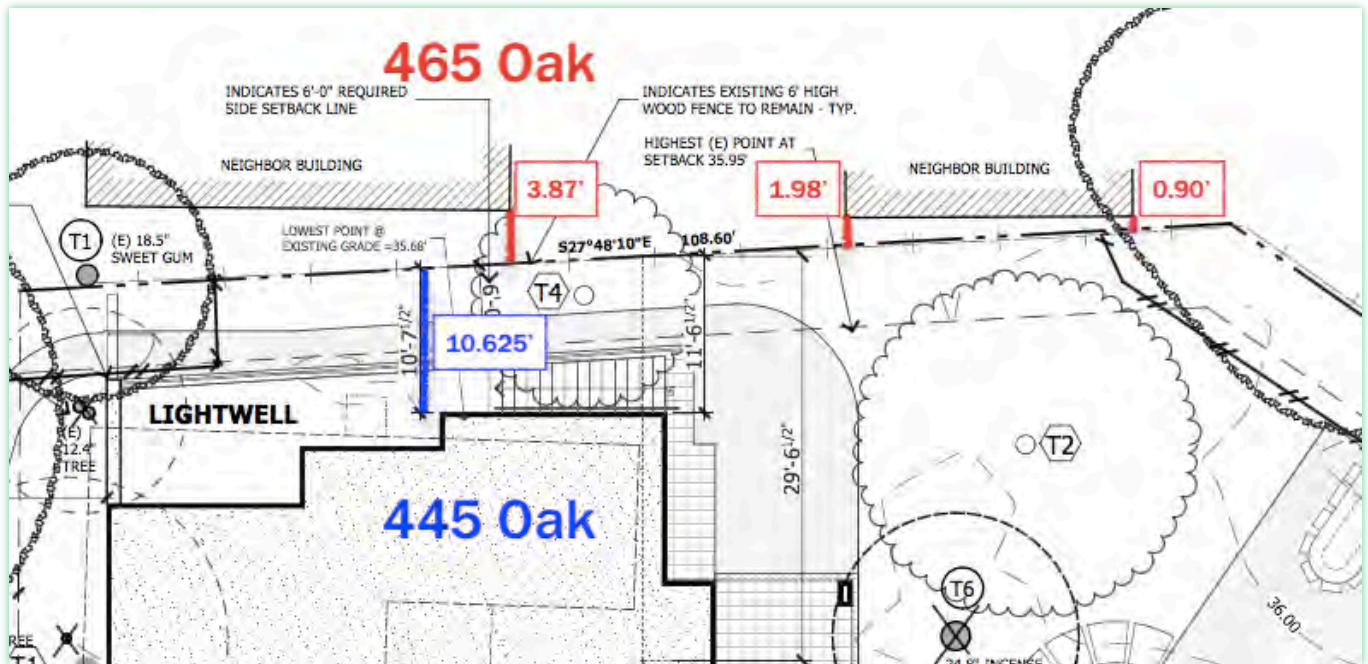 465 Oak
INDICATES 6'-0" REQUIRED
SIDE SETBACK LINE
INDICATES EXISTING 6' HIGH
WOOD FENCE TO REMAIN - TYP.
HIGHEST (E) POINT AT
SETBACK 35.95'
NEIGHBOR BUILDING
NEIGHBOR BUILDING
3.87'
1.98'
0.90'
T1
(E) 18.5"
SWEET GUM
LOWEST POINT @
EXISTING GRADE =35.68'
S27°48'10"E
108.60'
T4
10'-7 1/2"
10.625'
11'-6 1/2"
LIGHTWELL
(E)
12.4"
TREE
T2
29'-6 1/2"
445 Oak
T6
36.00